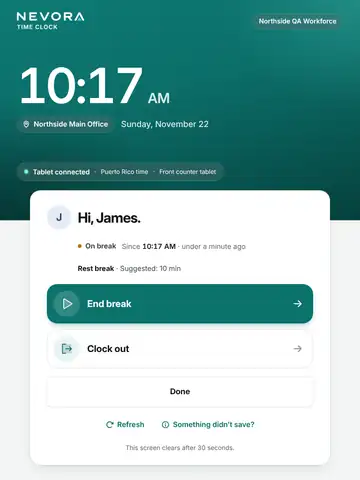 NEVORA
TIME CLOCK
Northside QA Workforce
10:17 AM
Northside Main Office
Sunday, November 22
Tablet connected · Puerto Rico time · Front counter tablet
J
Hi, James.
On break Since 10:17 AM · under a minute ago
Rest break · Suggested: 10 min
End break
Clock out
Done
Refresh
Something didn't save?
This screen clears after 30 seconds.